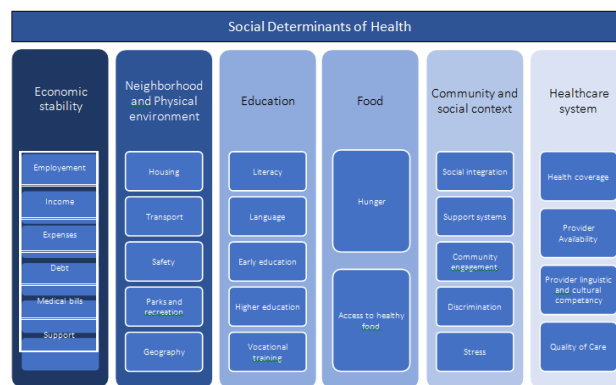 Social Determinants of Health
Economic
stability
Employement
Income
Expenses
Debt
Medical bills
Support
Neighborhood
and Physical
environment
Housing
Transport
Safety
Parks and
recreation
Geography
Education
Literacy
Language
Early education
Higher education
Vocational
training
Food
Hunger
Access to healthy
food
Community and
social context
Social integration
Support systems
Community
engagement
Discrimination
Stress
Healthcare
system
Health coverage
Provider
Availability
Provider linguistic
and cultural
competency
Quality of Care